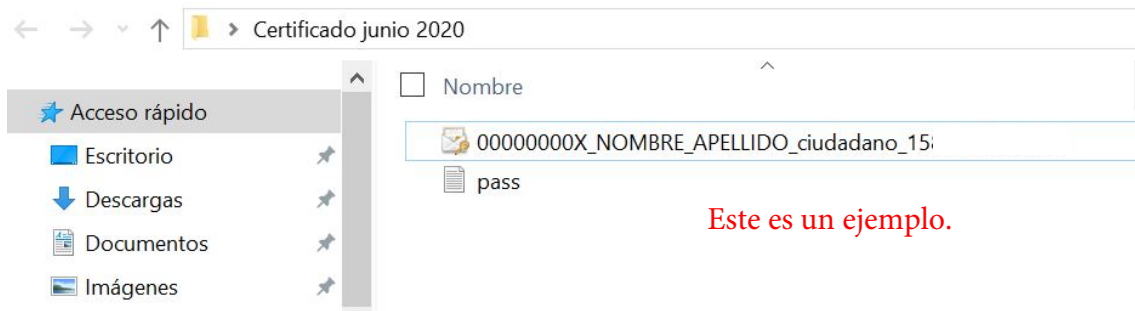 Certificado junio 2020
Nombre
Acceso rápido
00000000X_NOMBRE_APELLIDO_ciudadano_15
Escritorio
pass
Descargas
Este es un ejemplo.
Documentos
Imágenes